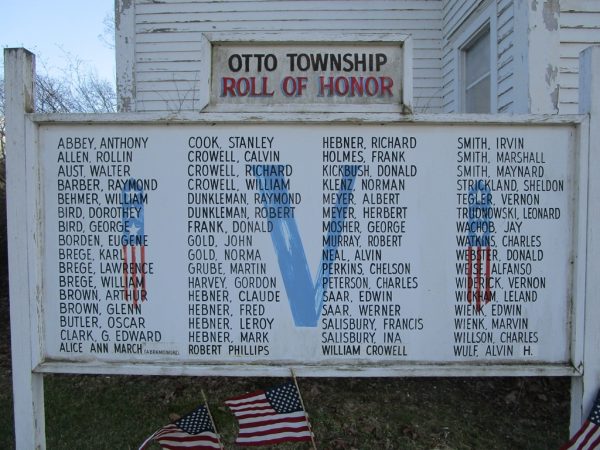 OTTO TOWNSHIP
ROLL OF HONOR
ABBEY, ANTHONY
ALLEN, ROLLIN
AUST, WALTER
BARBER, RAYMOND
BEHMER, WILLIAM
BIRD, DOROTHEY
BIRD, GEORGE
BORDEN, EUGENE
BREGE, KARL
BREGE, LAWRENCE
BREGE, WILLIAM
BROWN, ARTHUR
BROWN, GLENN
BUTLER, OSCAR
CLARK, G. EDWARD
ALICE ANN MARCH
COOK, STANLEY
CROWELL, CALVIN
CROWELL, RICHARD
CROWELL, WILLIAM
DUNKLEMAN, RAYMOND
DUNKLEMAN, ROBERT
FRANK, DONALD
GOLD, JOHN
GOLD, NORMA
GRUBE, MARTIN
HARVEY, GORDON
HEBNER, CLAUDE
HEBNER, FRED
HEBNER, LEROY
HEBNER, MARK
ROBERT PHILLIPS
HEBNER, RICHARD
HOLMES, FRANK
KICKBUSH, DONALD
KLENZ, NORMAN
MEYER, ALBERT
MEYER, HERBERT
MOSHER, GEORGE
MURRAY, ROBERT
NEAL, ALVIN
PERKINS, CHELSON
PETERSON, CHARLES
SAAR, EDWIN
SAAR, WERNER
SALISBURY, FRANCIS
SALISBURY, INA
WILLIAM CROWELL
SMITH, IRVIN
SMITH, MARSHALL
SMITH, MAYNARD
STRICKLAND, SHELDON
TEGLER, VERNON
TRUDNOWSKI, LEONARD
WACHOB, JAY
WATKINS, CHARLES
WEBSTER, DONALD
WEISE, ALFANSO
WIDERICK, VERNON
WICKHAM, LELAND
WIENK, EDWIN
WIENK, MARVIN
WILLSON, CHARLES
WULF, ALVIN H.